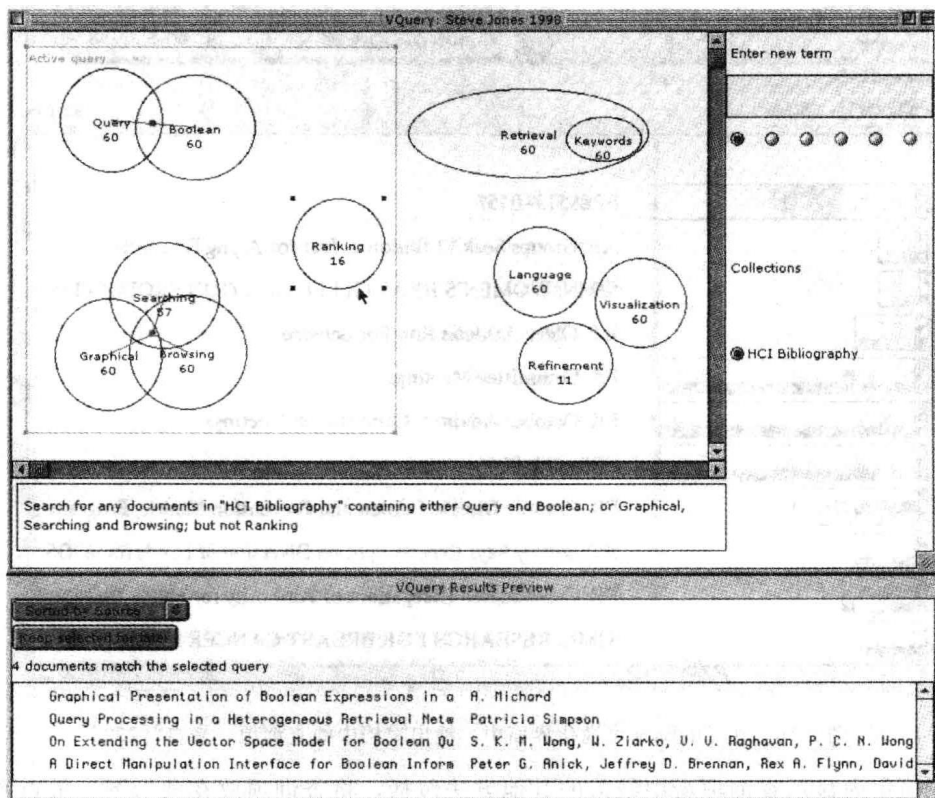 VQuery: Steve Jones 1998
Active query
Query
60
Boolean
60
Retrieval
60
Keywords
60
Ranking
16
Searching
57
Graphical
60
Browsing
60
Language
60
Visualization
60
Refinement
11
Enter new term
Collections
HCI Bibliography
Search for any documents in "HCI Bibliography" containing either Query and Boolean; or Graphical,
Searching and Browsing; but not Ranking
VQuery Results Preview
Sorted by Source
Keep selected for later
4 documents match the selected query
Graphical Presentation of Boolean Expressions in a A. Michard
Query Processing in a Heterogeneous Retrieval Netw Patricia Simpson
On Extending the Vector Space Model for Boolean Qu S. K. M. Wong, W. Ziarko, V. V. Raghavan, P. C. N. Wong
A Direct Manipulation Interface for Boolean Inform Peter G. Anick, Jeffrey D. Brennan, Rex A. Flynn, David